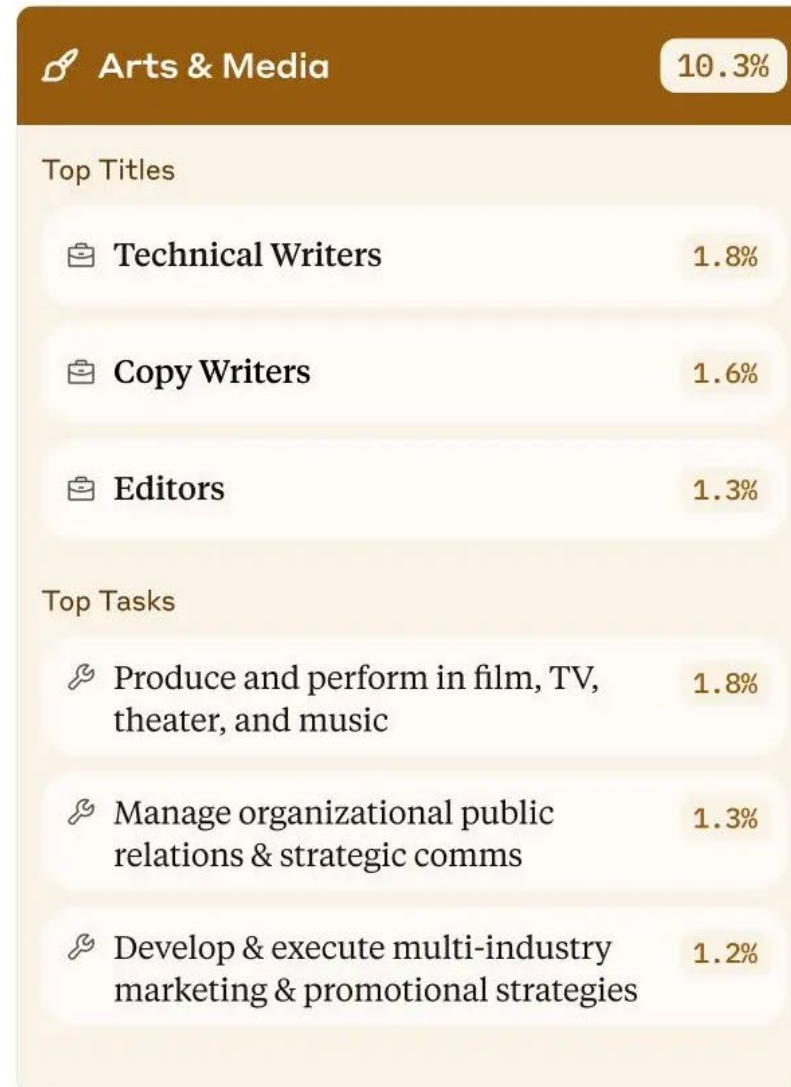 Arts & Media
10.3%
Top Titles
Technical Writers
1.8%
Copy Writers
1.6%
Editors
1.3%
Top Tasks
Produce and perform in film, TV,
theater, and music
1.8%
Manage organizational public
relations & strategic comms
1.3%
Develop & execute multi-industry
marketing & promotional strategies
1.2%